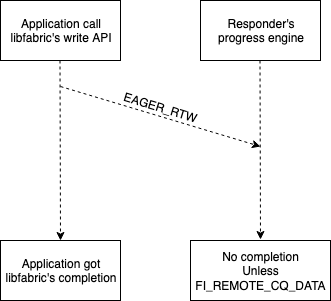 Application call
libfabric's write API
Responder's
progress engine
EAGER_RTW
Application got
libfabric's completion
No completion
Unless
FI_REMOTE_CQ_DATA